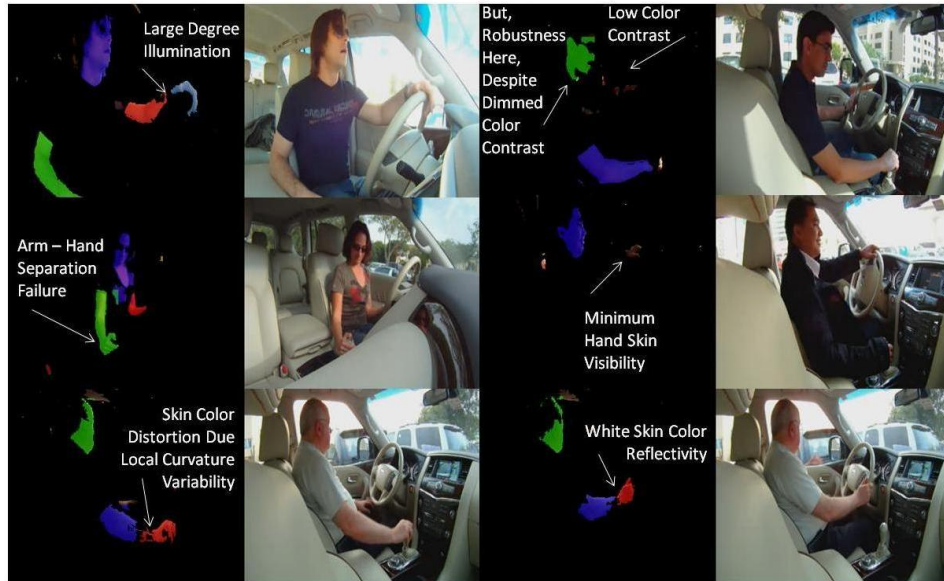 Large Degree
Illumination
But,
Robustness
Here,
Despite
Dimmed
Color
Contrast
Low Color
Contrast
Arm – Hand
Separation
Failure
Minimum
Hand Skin
Visibility
Skin Color
Distortion Due
Local Curvature
Variability
White Skin Color
Reflectivity